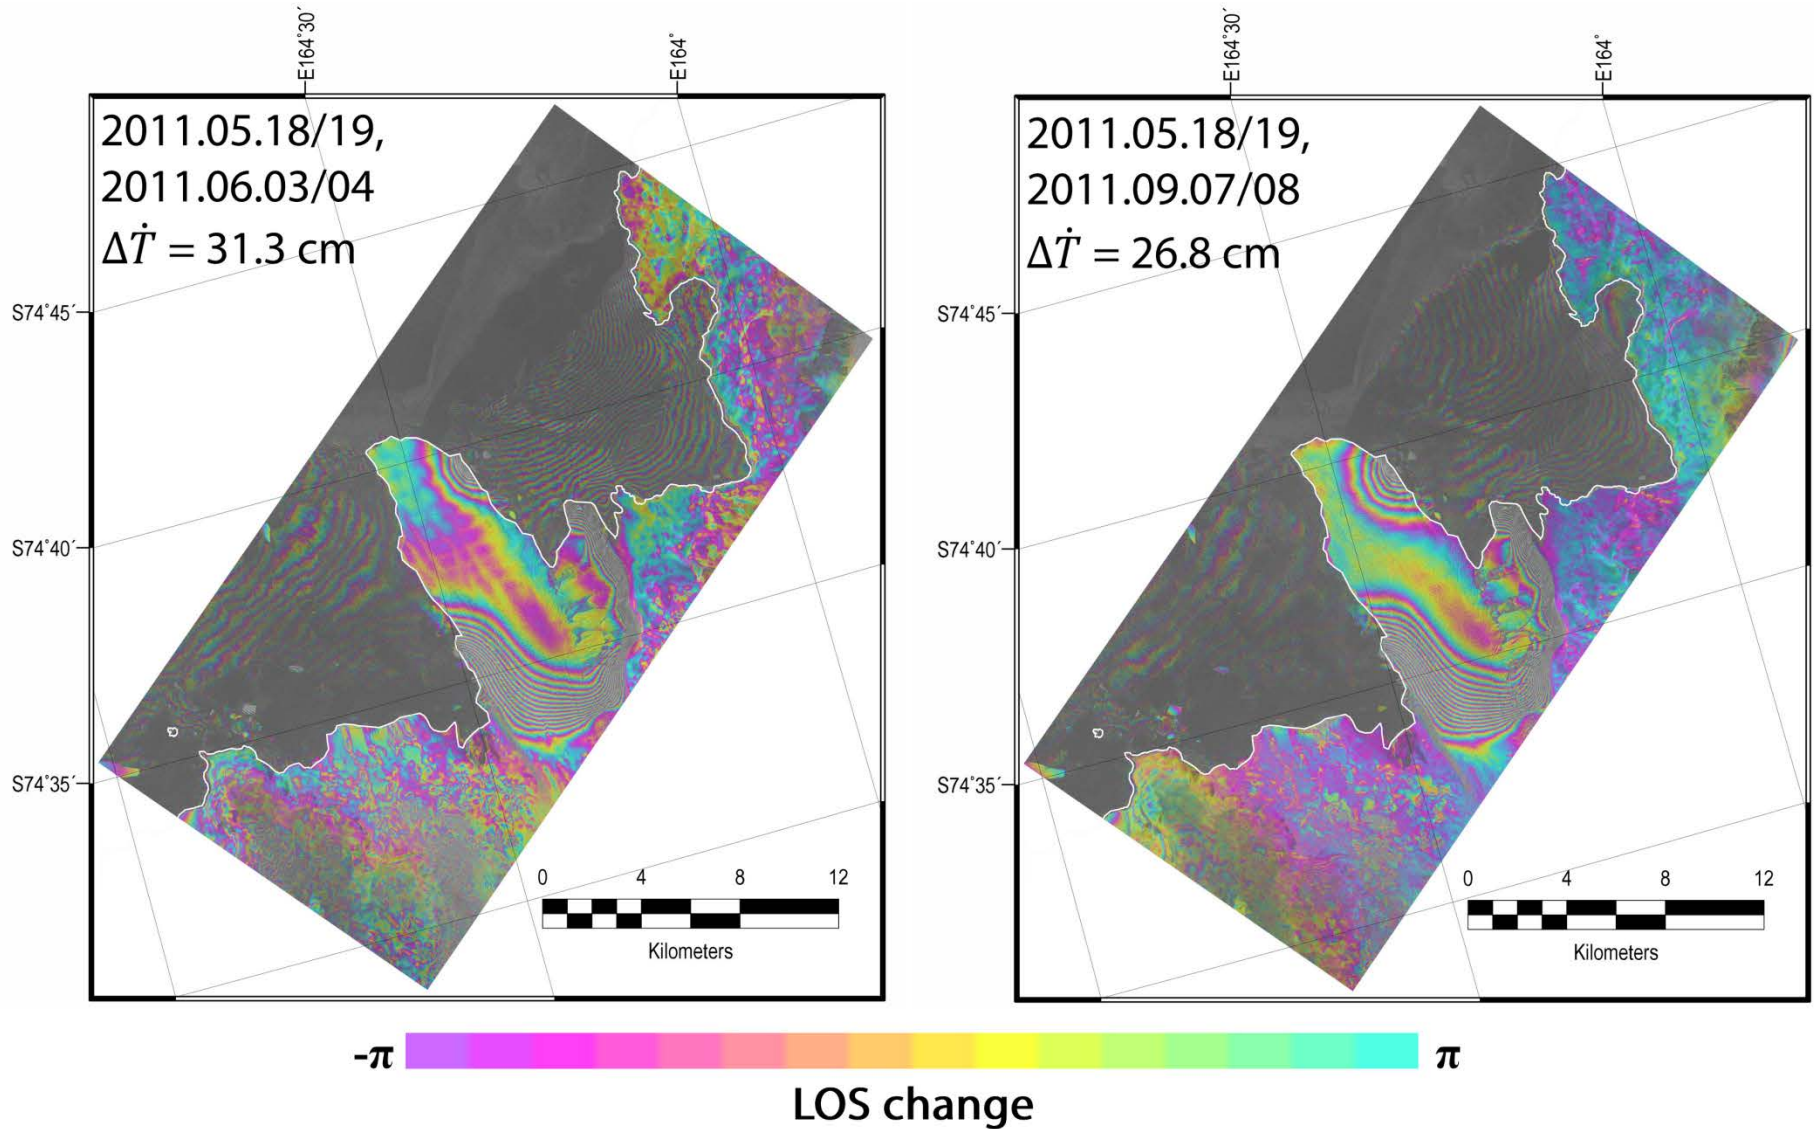 E164°30´
E164°
E164°30´
E164°
2011.05.18/19,
2011.06.03/04
ΔṪ = 31.3 cm
2011.05.18/19,
2011.09.07/08
ΔṪ = 26.8 cm
S74°45´
S74°40´
S74°35´
S74°45´
S74°40´
S74°35´
0 4 8 12
Kilometers
0 4 8 12
Kilometers
-π π
LOS change